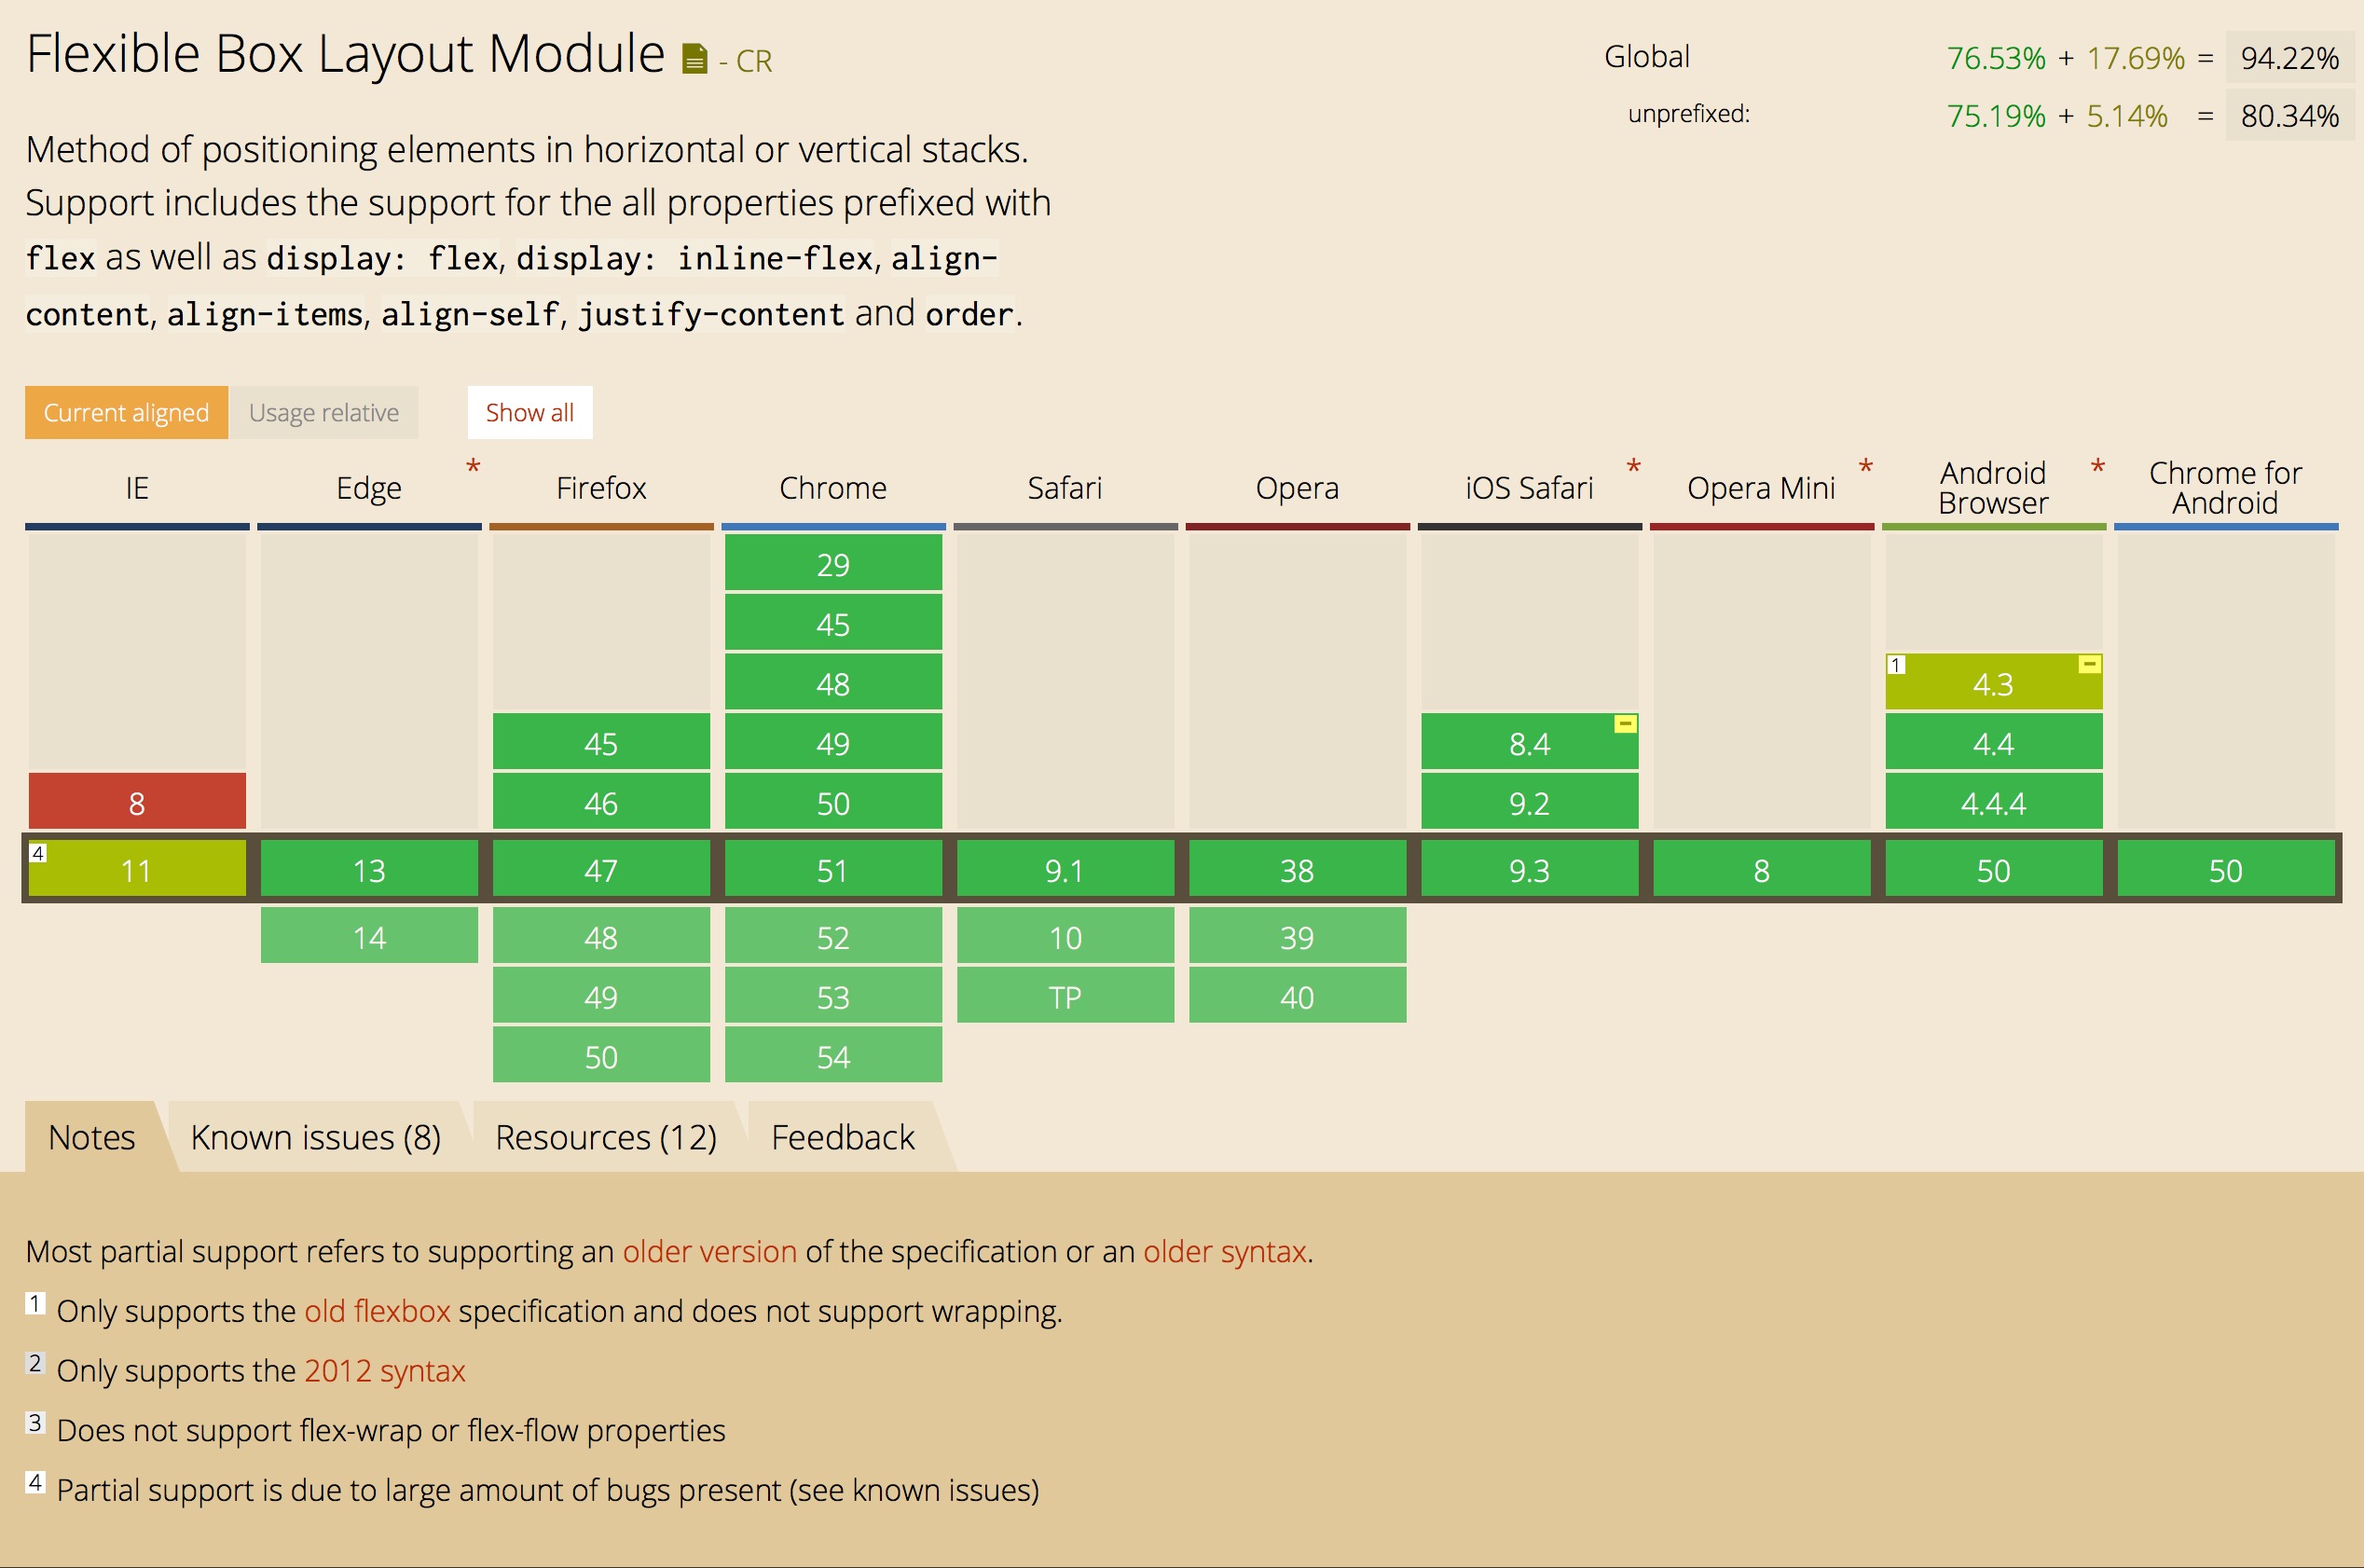 Flexible Box Layout Module - CR
Global 76.53% + 17.69% = 94.22%
unprefixed: 75.19% + 5.14% = 80.34%
Method of positioning elements in horizontal or vertical stacks.
Support includes the support for the all properties prefixed with
flex as well as display: flex, display: inline-flex, align-
content, align-items, align-self, justify-content and order.
Current aligned Usage relative Show all
IE Edge * Firefox Chrome Safari Opera iOS Safari * Opera Mini * Android Browser * Chrome for Android
29
45
48 1 4.3 -
45 49 8.4 - 4.4
8 46 50 9.2 4.4.4
4 11 13 47 51 9.1 38 9.3 8 50 50
14 48 52 10 39
49 53 TP 40
50 54
Notes Known issues (8) Resources (12) Feedback
Most partial support refers to supporting an older version of the specification or an older syntax.
1 Only supports the old flexbox specification and does not support wrapping.
2 Only supports the 2012 syntax
3 Does not support flex-wrap or flex-flow properties
4 Partial support is due to large amount of bugs present (see known issues)